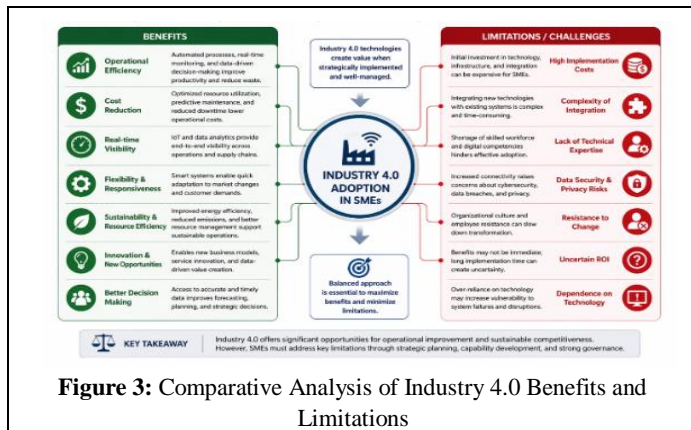 BENEFITS
Operational
Efficiency
Automated processes, real-time
monitoring, and data-driven
decision-making improve
productivity and reduce waste.
Cost
Reduction
Optimized resource utilization,
predictive maintenance, and
reduced downtime lower
operational costs.
Real-time
Visibility
IoT and data analytics provide
end-to-end visibility across
operations and supply chains.
Flexibility &
Responsiveness
Smart systems enable quick
adaptation to market changes
and customer demands.
Sustainability &
Resource Efficiency
Improved energy efficiency,
reduced emissions, and better
resource management support
sustainable operations.
Innovation &
New Opportunities
Enables new business models,
service innovation, and data-
driven value creation.
Better Decision
Making
Access to accurate and timely
data improves forecasting,
planning, and strategic decisions.
Industry 4.0 technologies
create value when
strategically implemented
and well-managed.
INDUSTRY 4.0
ADOPTION
IN SMEs
Balanced approach
is essential to maximize
benefits and minimize
limitations.
LIMITATIONS / CHALLENGES
Initial investment in technology,
infrastructure, and integration
can be expensive for SMEs.
High Implementation
Costs
Integrating new technologies
with existing systems is complex
and time-consuming.
Complexity of
Integration
Shortage of skilled workforce
and digital competencies
hinders effective adoption.
Lack of Technical
Expertise
Increased connectivity raises
concerns about cybersecurity,
data breaches, and privacy.
Data Security &
Privacy Risks
Organizational culture and
employee resistance can slow
down transformation.
Resistance to
Change
Benefits may not be immediate;
long implementation time can
create uncertainty.
Uncertain ROI
Over-reliance on technology
may increase vulnerability to
system failures and disruptions.
Dependence on
Technology
KEY TAKEAWAY
Industry 4.0 offers significant opportunities for operational improvement and sustainable competitiveness.
However, SMEs must address key limitations through strategic planning, capability development, and strong governance.
Figure 3: Comparative Analysis of Industry 4.0 Benefits and
Limitations